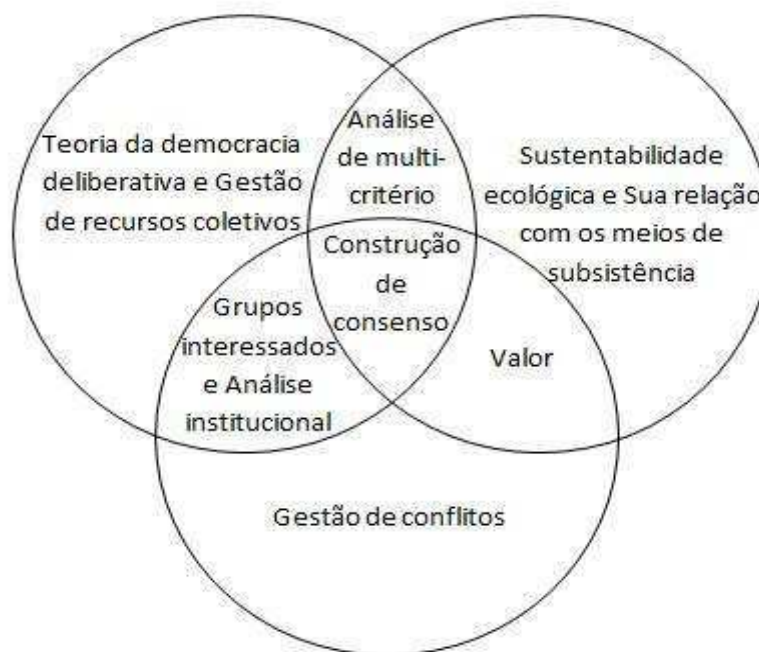 Teoria da democracia
deliberativa e Gestão
de recursos coletivos
Análise
de multi-
critério
Sustentabilidade
ecológica e Sua relação
com os meios de
subsistência
Construção
de
consenso
Grupos
interessados
e Análise
institucional
Valor
Gestão de conflitos